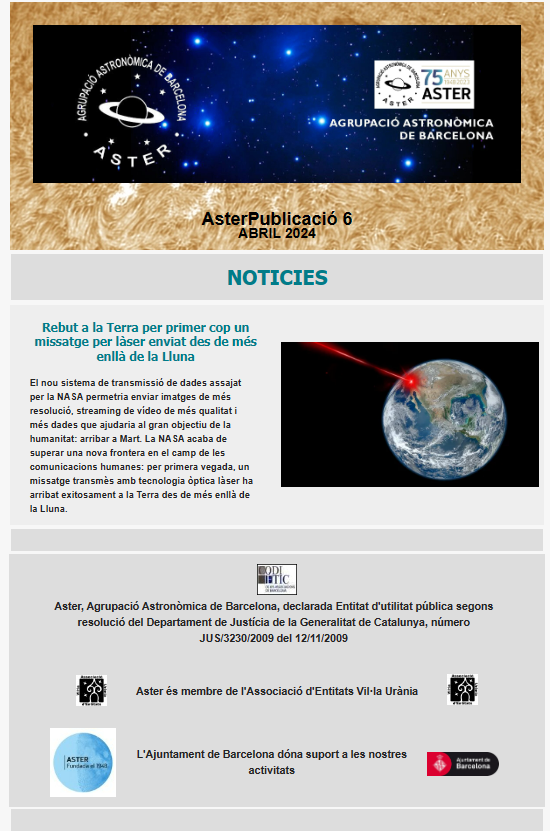 AGRUPACIÓ ASTRONÒMICA DE BARCELONA
ASTER
75 ANYS
ASTER
AGRUPACIÓ ASTRONÒMICA
DE BARCELONA
AsterPublicació 6
ABRIL 2024
NOTICIES
Rebut a la Terra per primer cop un
missatge per làser enviat des de més
enllà de la Lluna
El nou sistema de transmissió de dades assajat
per la NASA permetria enviar imatges de més
resolució, streaming de vídeo de més qualitat i
més dades que ajudaria al gran objectiu de la
humanitat: arribar a Mart. La NASA acaba de
superar una nova frontera en el camp de les
comunicacions humanes: per primera vegada, un
missatge transmès amb tecnologia òptica làser ha
arribat exitosament a la Terra des de més enllà de
la Lluna.
Aster, Agrupació Astronòmica de Barcelona, declarada Entitat d'utilitat pública segons
resolució del Departament de Justícia de la Generalitat de Catalunya, número
JUS/3230/2009 del 12/11/2009
Aster és membre de l'Associació d'Entitats Vil·la Urània
L'Ajuntament de Barcelona dóna suport a les nostres
activitats
ASTER
Fundada el 1948
Ajuntament de
Barcelona